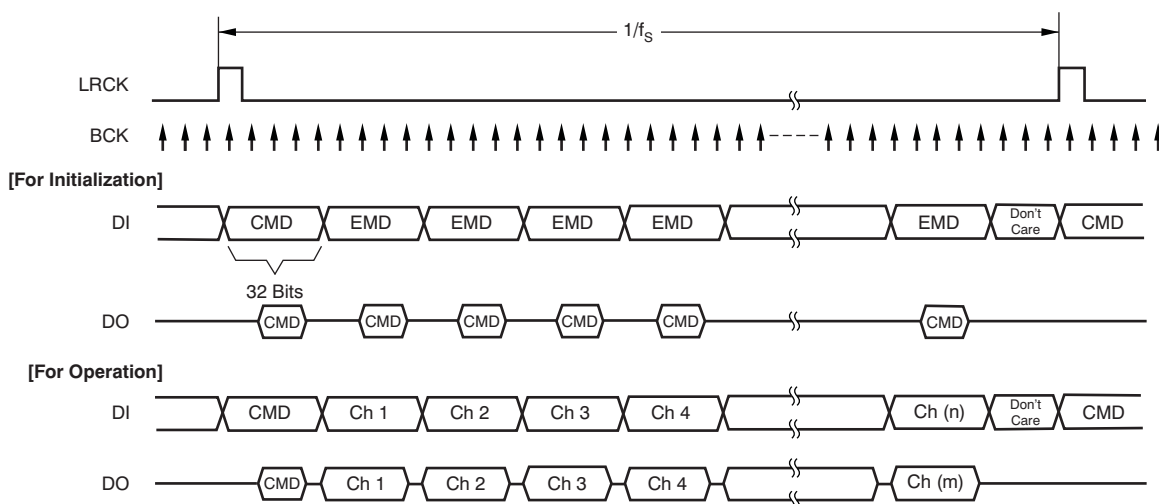 1/fS
LRCK
BCK
[For Initialization]
DI CMD EMD EMD EMD EMD EMD Don't Care CMD
32 Bits
DO CMD CMD CMD CMD CMD CMD
[For Operation]
DI CMD Ch 1 Ch 2 Ch 3 Ch 4 Ch (n) Don't Care CMD
DO CMD Ch 1 Ch 2 Ch 3 Ch 4 Ch (m)